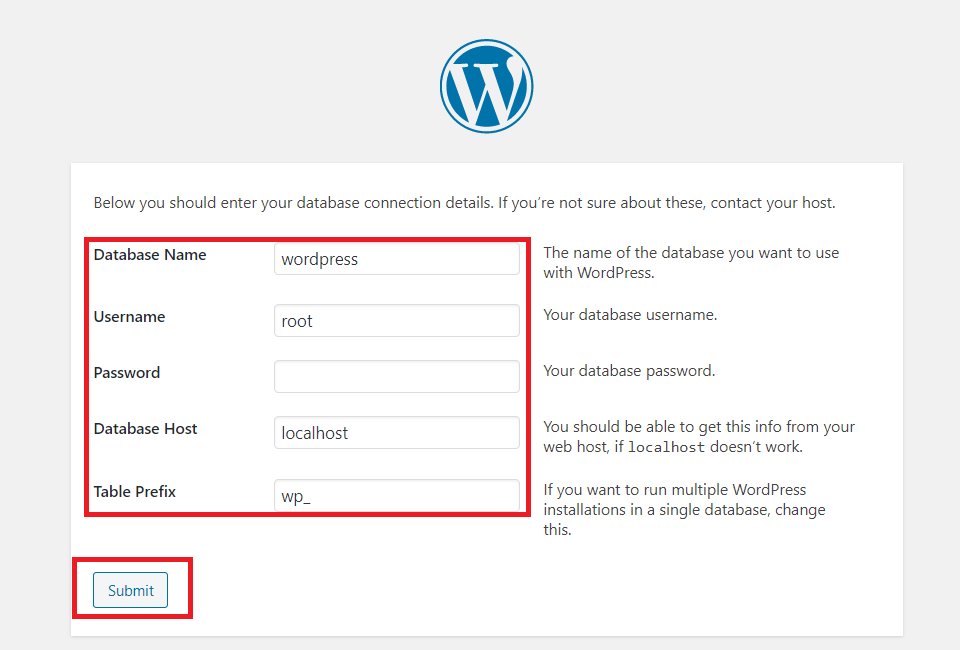 Below you should enter your database connection details. If you’re not sure about these, contact your host.
Database Name
wordpress
The name of the database you want to use
with WordPress.
Username
root
Your database username.
Password
Your database password.
Database Host
localhost
You should be able to get this info from your
web host, if localhost doesn’t work.
Table Prefix
wp_
If you want to run multiple WordPress
installations in a single database, change
this.
Submit